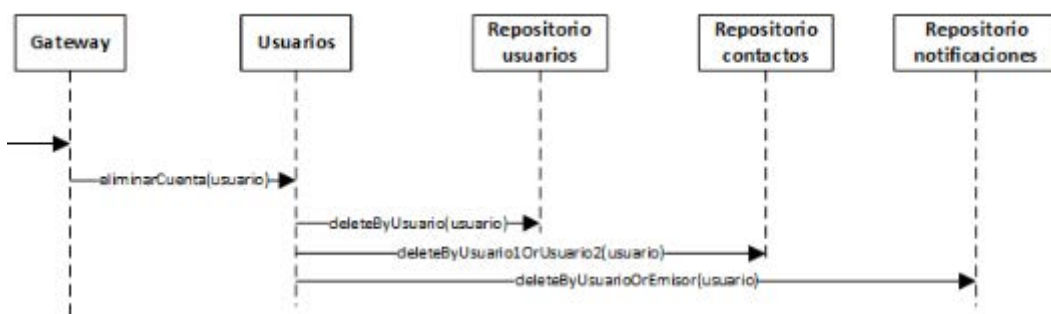 Gateway
Usuarios
Repositorio
usuarios
Repositorio
contactos
Repositorio
notificaciones
eliminarCuenta(usuario)
deleteByUsuario(usuario)
deleteByUsuario1OrUsuario2(usuario)
deleteByUsuarioOrEmisor(usuario)